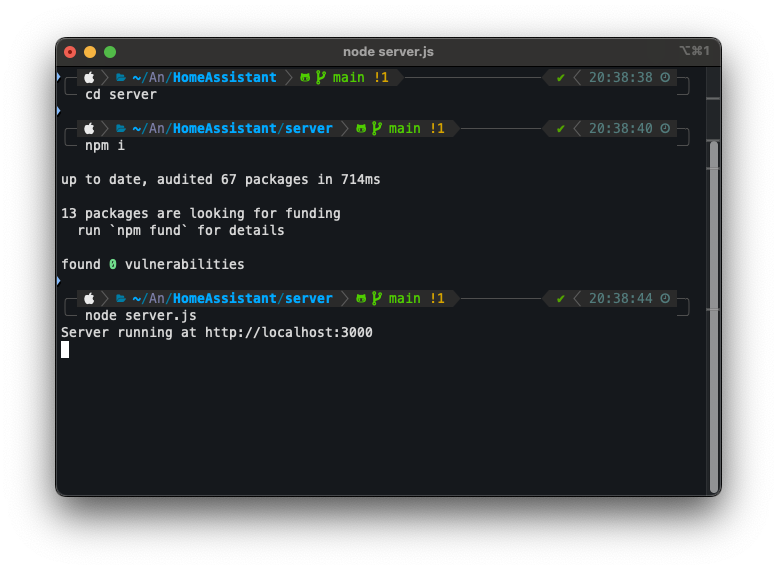 node server.js
⌥⌘1
~/An/HomeAssistant main !1 ✔ 20:38:38
cd server
~/An/HomeAssistant/server main !1 ✔ 20:38:40
npm i
up to date, audited 67 packages in 714ms
13 packages are looking for funding
run `npm fund` for details
found 0 vulnerabilities
~/An/HomeAssistant/server main !1 ✔ 20:38:44
node server.js
Server running at http://localhost:3000